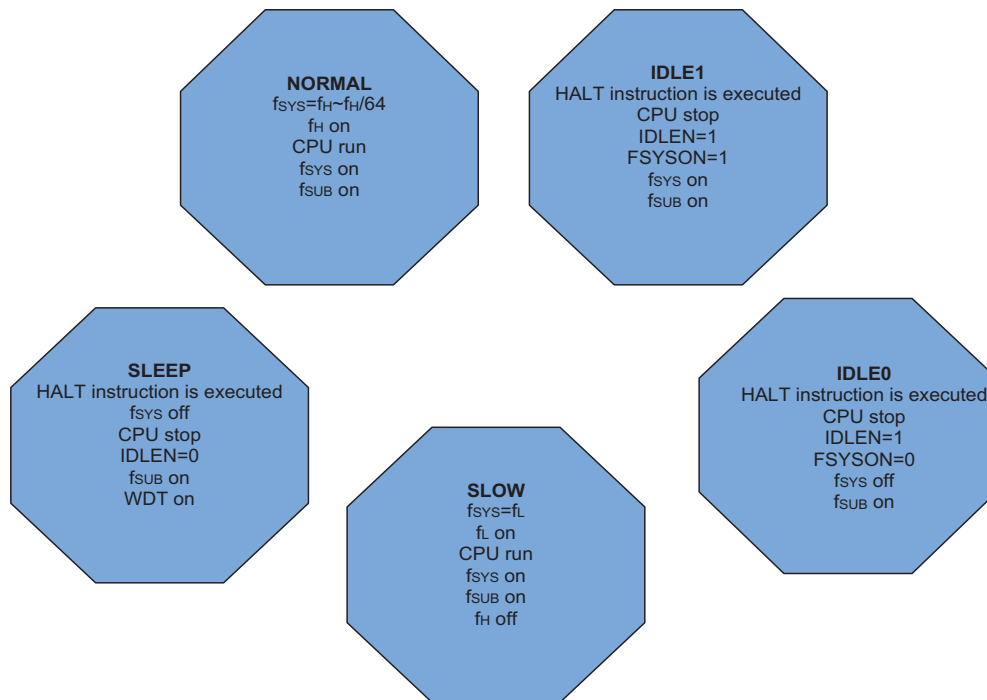 NORMAL
fSYS=fH~fH/64
fH on
CPU run
fSYS on
fSUB on
IDLE1
HALT instruction is executed
CPU stop
IDLEN=1
FSYSON=1
fSYS on
fSUB on
SLEEP
HALT instruction is executed
fSYS off
CPU stop
IDLEN=0
fSUB on
WDT on
IDLE0
HALT instruction is executed
CPU stop
IDLEN=1
FSYSON=0
fSYS off
fSUB on
SLOW
fSYS=fL
fL on
CPU run
fSYS on
fSUB on
fH off